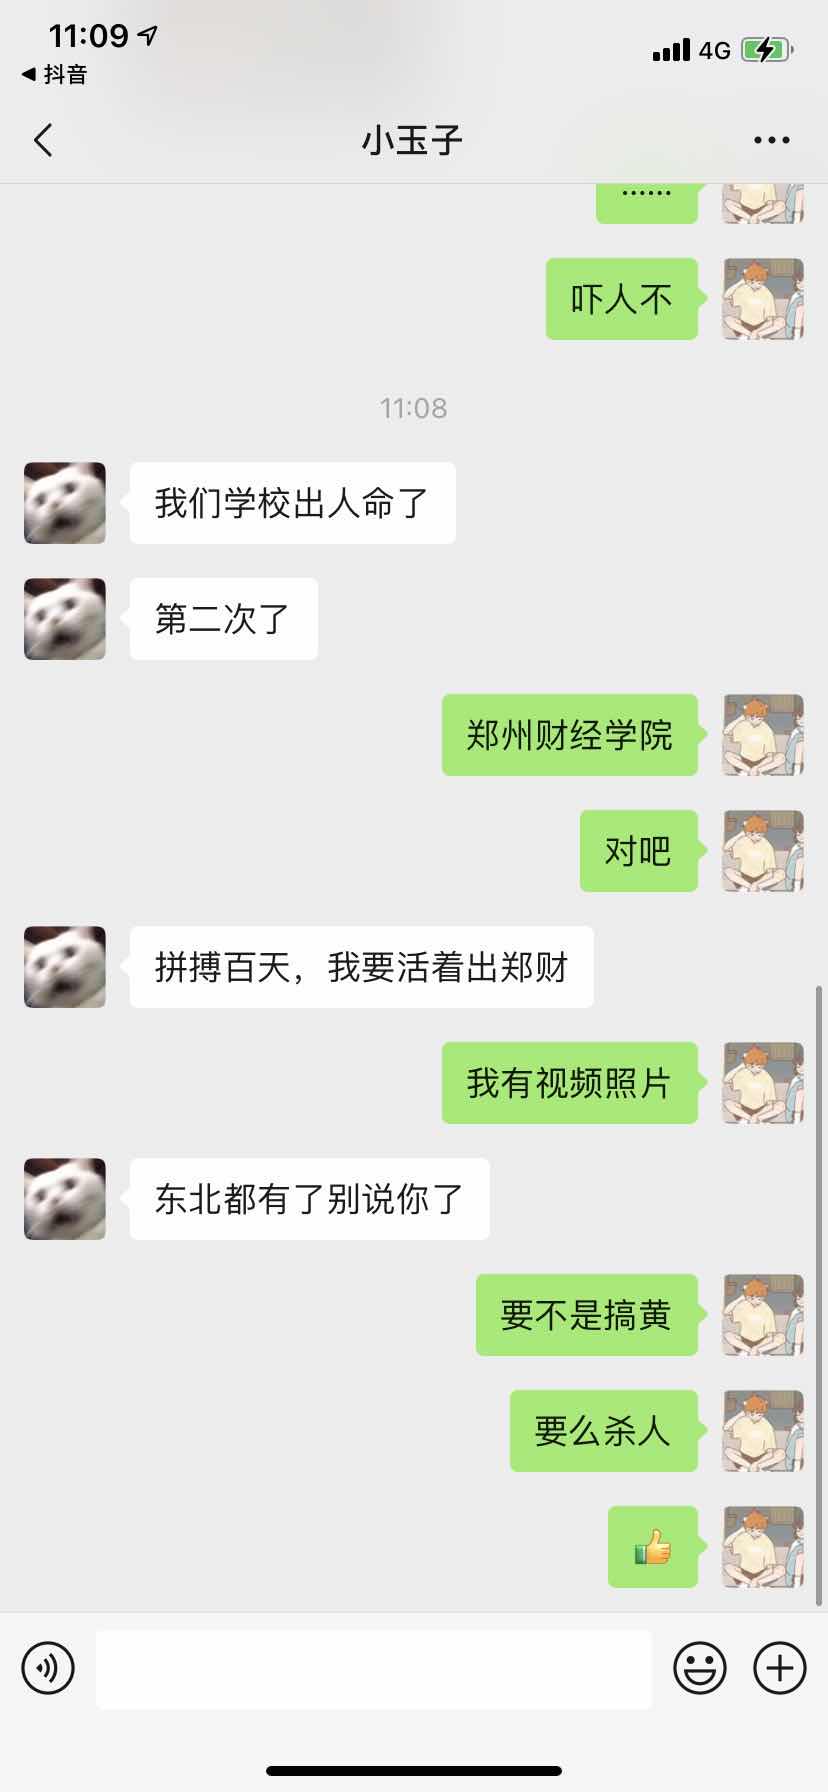 11:09
4G
抖音
小玉子
......
吓人不
11:08
我们学校出人命了
第二次了
郑州财经学院
对吧
拼搏百天，我要活着出郑财
我有视频照片
东北都有了别说你了
要不是搞黄
要么杀人
👍